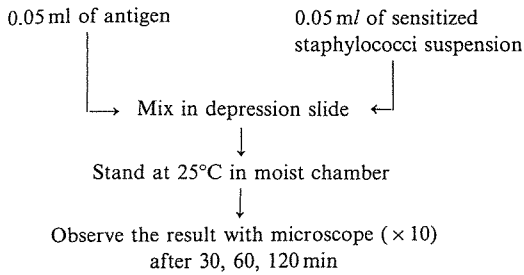 0.05 ml of antigen
0.05 ml of sensitized
staphylococci suspension
Mix in depression slide
Stand at 25°C in moist chamber
Observe the result with microscope (× 10)
after 30, 60, 120 min